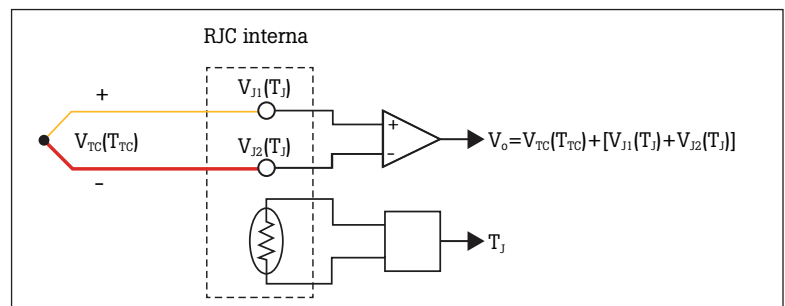 RJC interna
+
V_J1(T_J)
V_TC(T_TC)
+
V_o=V_TC(T_TC)+[V_J1(T_J)+V_J2(T_J)]
V_J2(T_J)
-
-
T_J